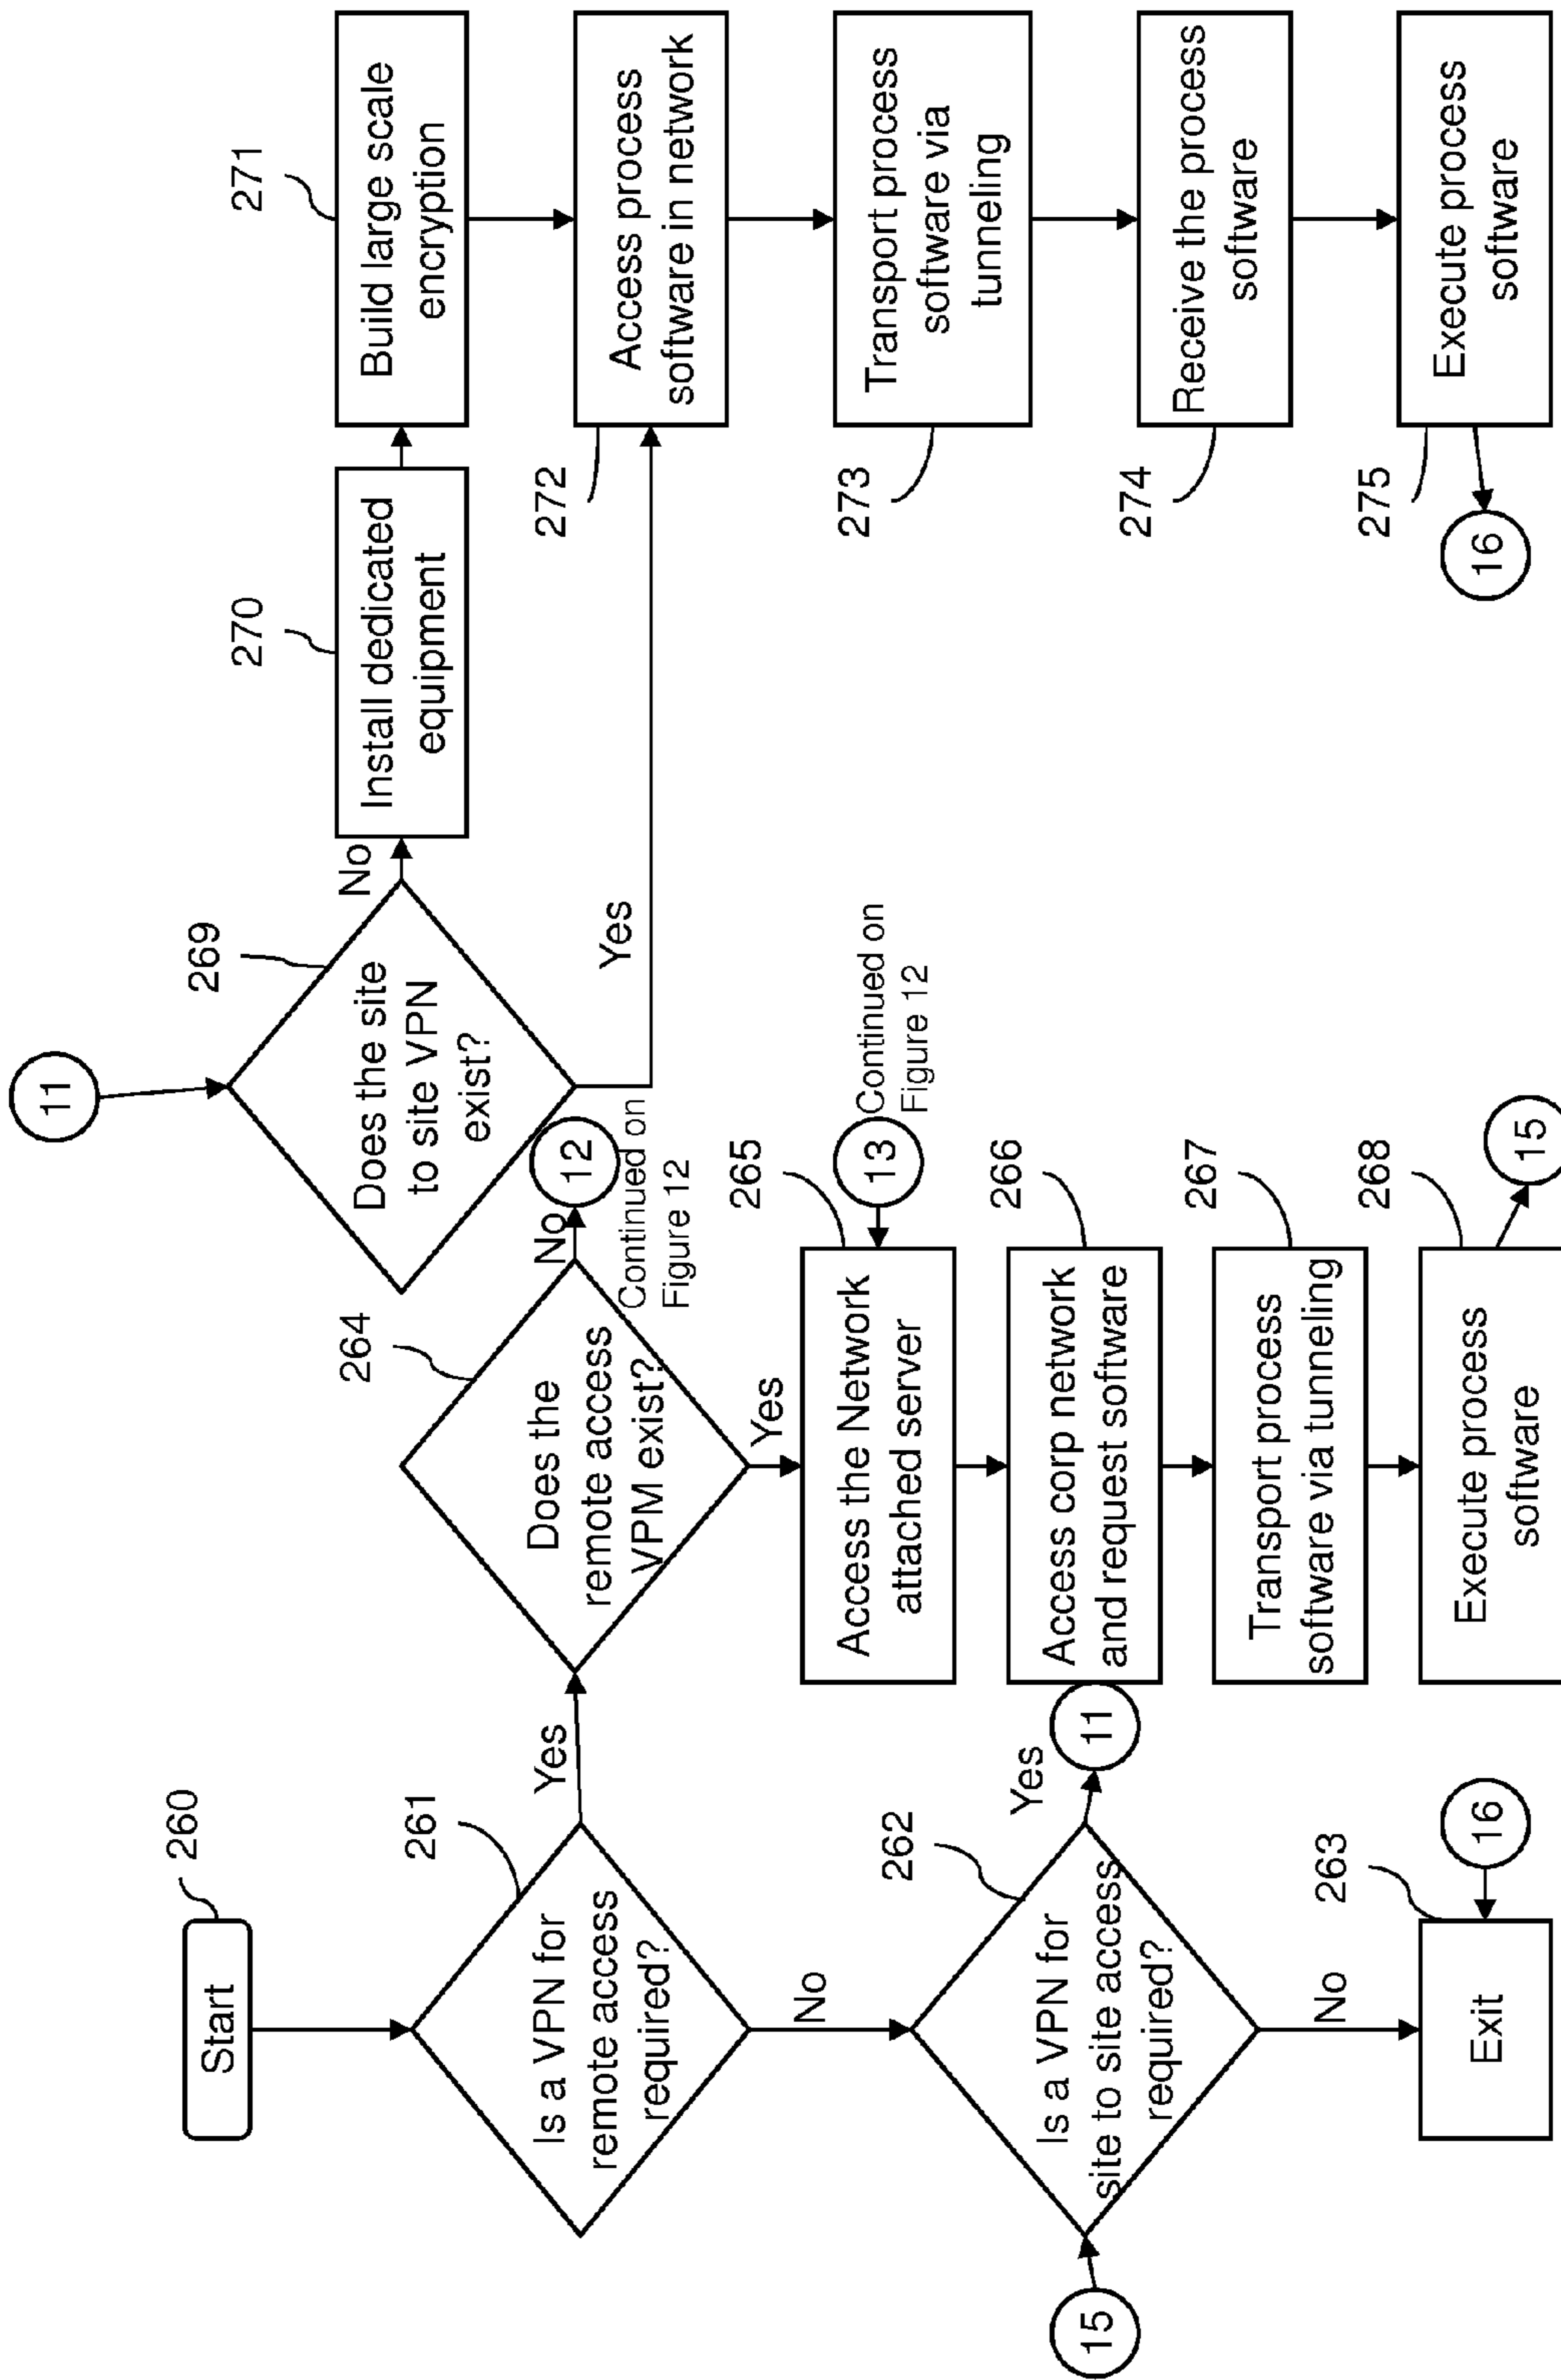 260
Start
261
Is a VPN for
remote access
required?
Yes
No
262
15
Is a VPN for
site to site access
required?
Yes
11
No
263
Exit
16
264
Does the
remote access
VPM exist?
No
12
Continued on
Figure 12
Yes
265
Access the Network
attached server
13
Continued on
Figure 12
266
Access corp network
and request software
267
Transport process
software via tunneling
268
Execute process
software
15
11
269
Does the site
to site VPN
exist?
No
Yes
270
Install dedicated
equipment
271
Build large scale
encryption
272
Access process
software in network
273
Transport process
software via
tunneling
274
Receive the process
software
275
Execute process
software
16